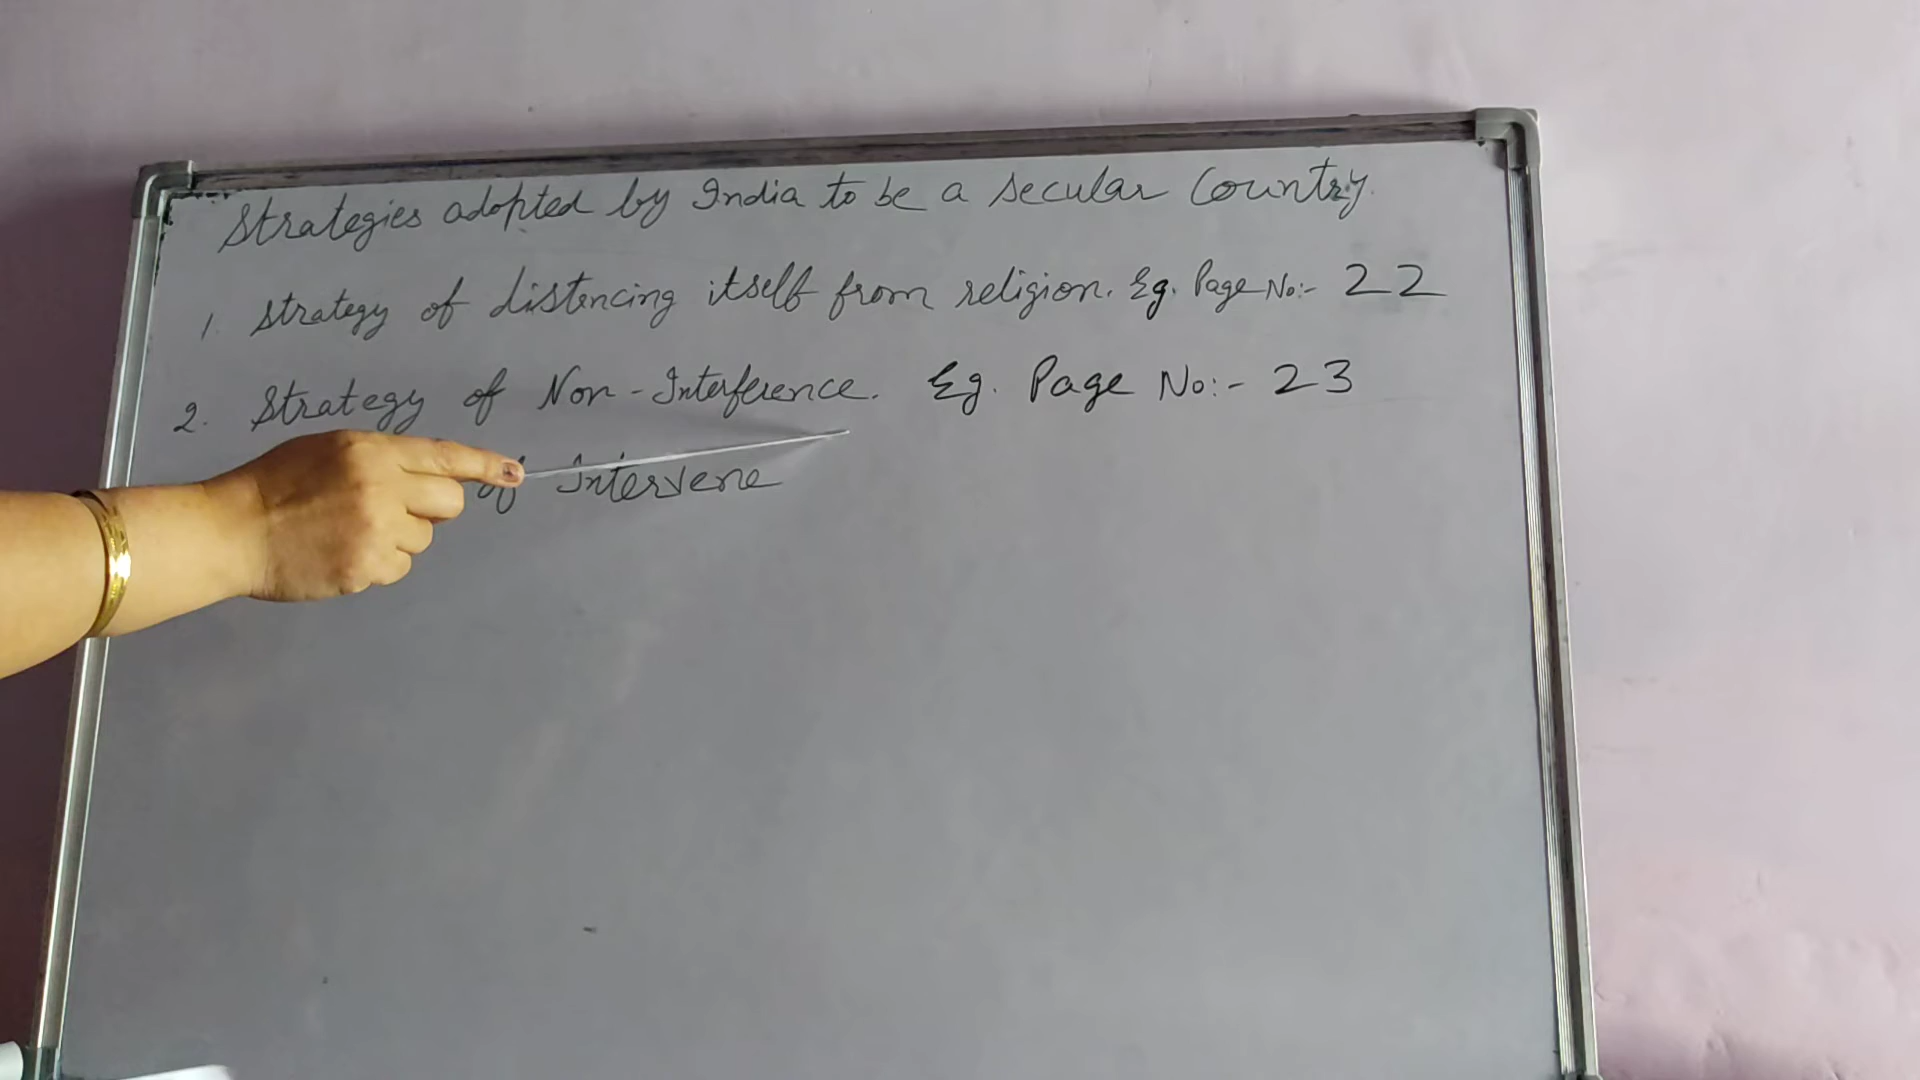 Strategies adopted by India to be a secular Country.
1. Strategy of distencing itself from religion. Eg. Page No:- 22
2. Strategy of Non-Interference. Eg. Page No:- 23
of Intervene